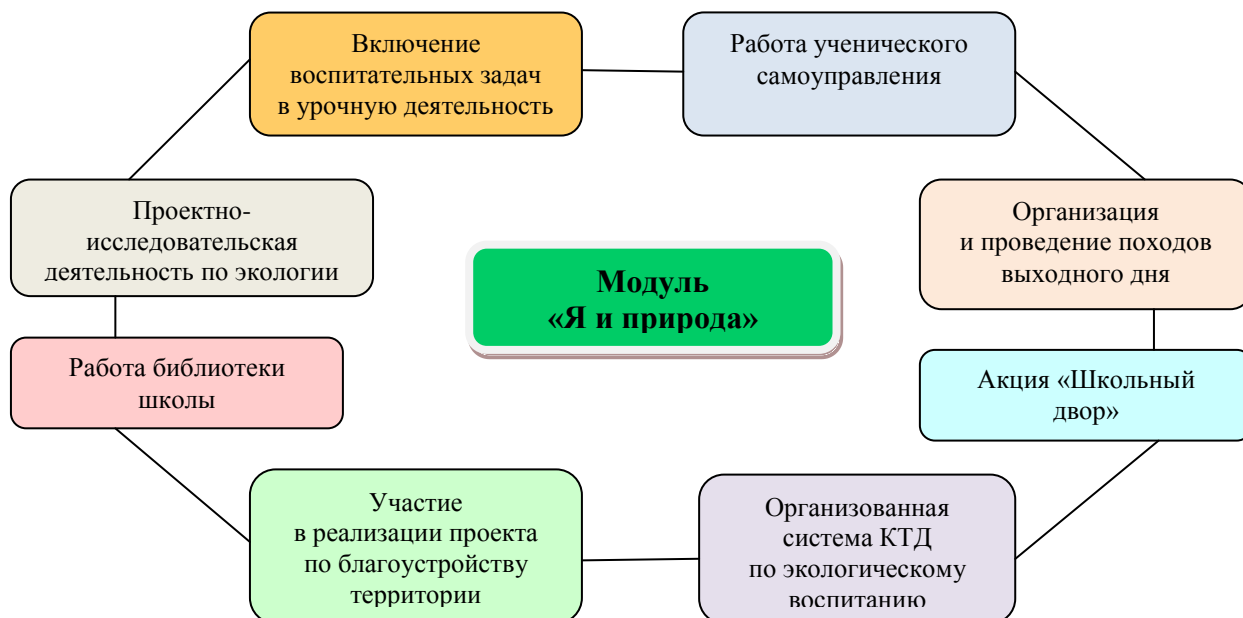 Включение
воспитательных задач
в урочную деятельность
Работа ученического
самоуправления
Проектно-
исследовательская
деятельность по экологии
Организация
и проведение походов
выходного дня
Модуль
«Я и природа»
Работа библиотеки
школы
Акция «Школьный
двор»
Участие
в реализации проекта
по благоустройству
территории
Организованная
система КТД
по экологическому
воспитанию